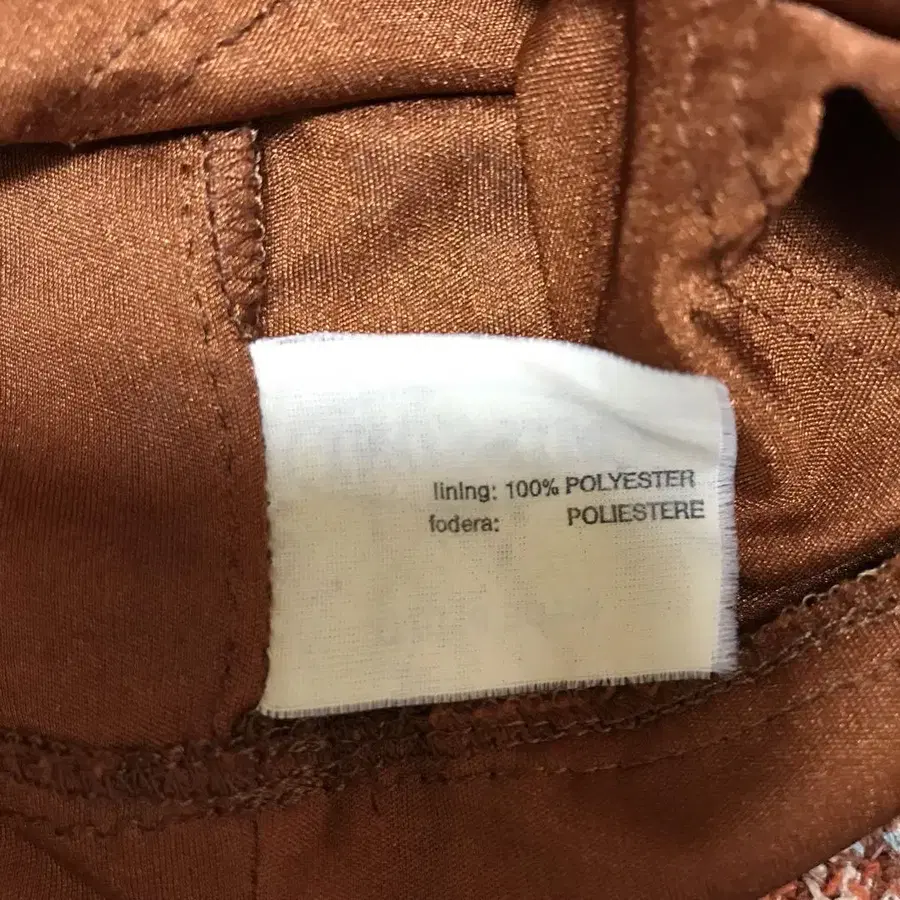 lining: 100% POLYESTER
fodera: POLIESTERE